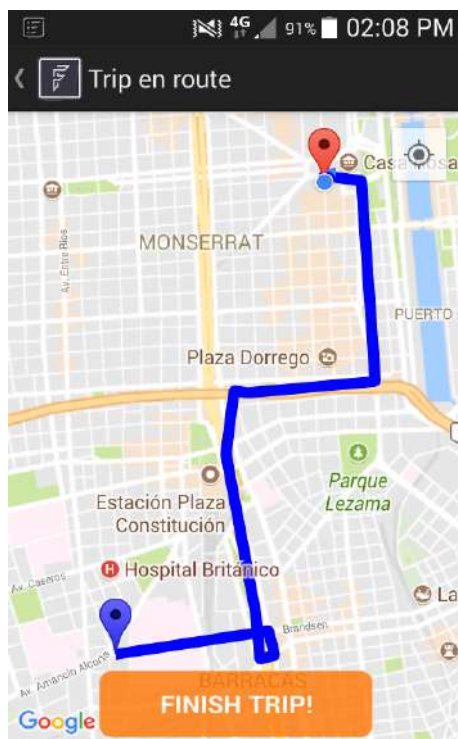 4G 91% 02:08 PM
Trip en route
Casa Rosa
MONSERRAT
Av. Entre Ríos
PUERTO
Plaza Dorrego
Parque
Lezama
Estación Plaza
Constitución
Hospital Británico
Av. Caseros
La
Brandsen
Av. Amancio Alcorta
BARRACAS
FINISH TRIP!
Google